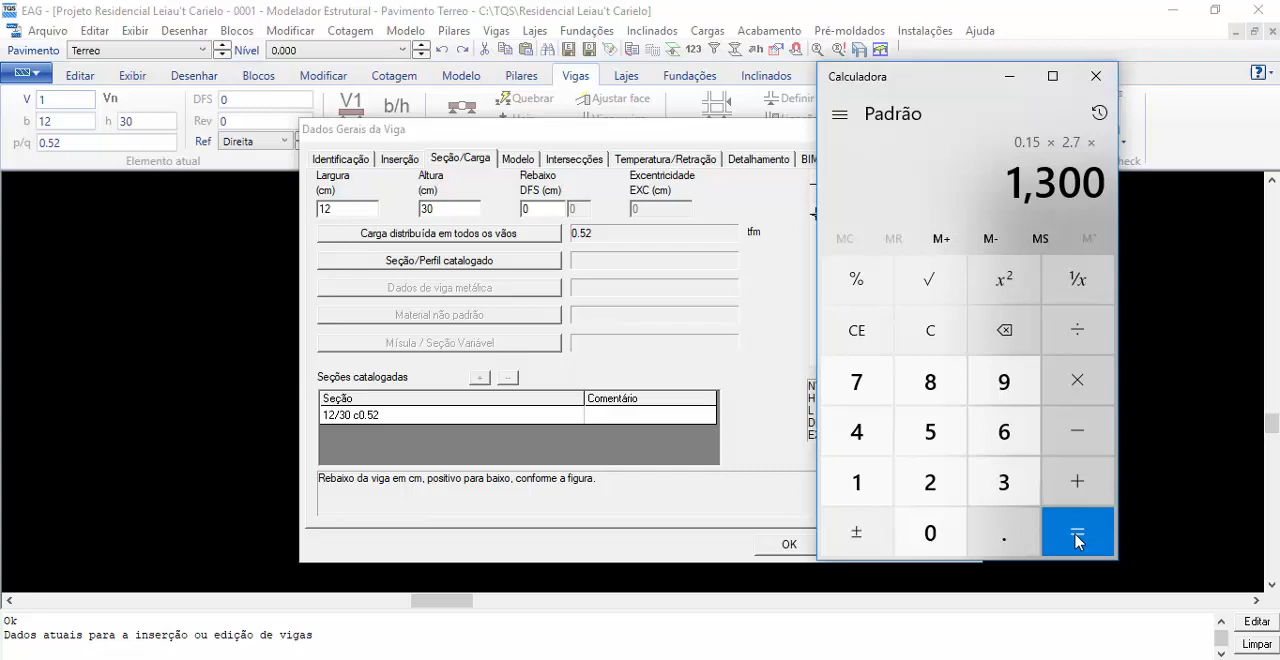 EAG - [Projeto Residencial Leiau't Carielo - 0001 - Modelador Estrutural - Pavimento Terreo - C:\TQS\Residencial Leiau't Carielo]
Arquivo Editar Exibir Desenhar Blocos Modificar Cotagem Modelo Pilares Vigas Lajes Fundações Inclinados Cargas Acabamento Pré-moldados Instalações Ajuda
Pavimento Terreo Nível 0.000 123
Editar Exibir Desenhar Blocos Modificar Cotagem Modelo Pilares Vigas Lajes Fundações Inclinados
V 1 Vn DFS 0 V1 b/h Quebrar Ajustar face Definir
b 12 h 30 Rev 0
p/q 0.52 Ref Direita
Elemento atual
Dados Gerais da Viga
Identificação Inserção Seção/Carga Modelo Intersecções Temperatura/Retração Detalhamento BIM
Largura Altura Rebaixo Excentricidade
(cm) (cm) DFS (cm) EXC (cm)
12 30 0 0 0
Carga distribuída em todos os vãos 0.52 tfm
Seção/Perfil catalogado
Dados de viga metálica
Material não padrão
Mísula / Seção Variável
Seções catalogadas + --
Seção Comentário
12/30 c0.52
Rebaixo da viga em cm, positivo para baixo, conforme a figura.
OK
Calculadora
Padrão
0.15 × 2.7 ×
1,300
MC MR M+ M- MS
% √ x² ¹/x
CE C ÷
7 8 9 ×
4 5 6 −
1 2 3 +
± 0 . =
Ok
Dados atuais para a inserção ou edição de vigas
Editar
Limpar